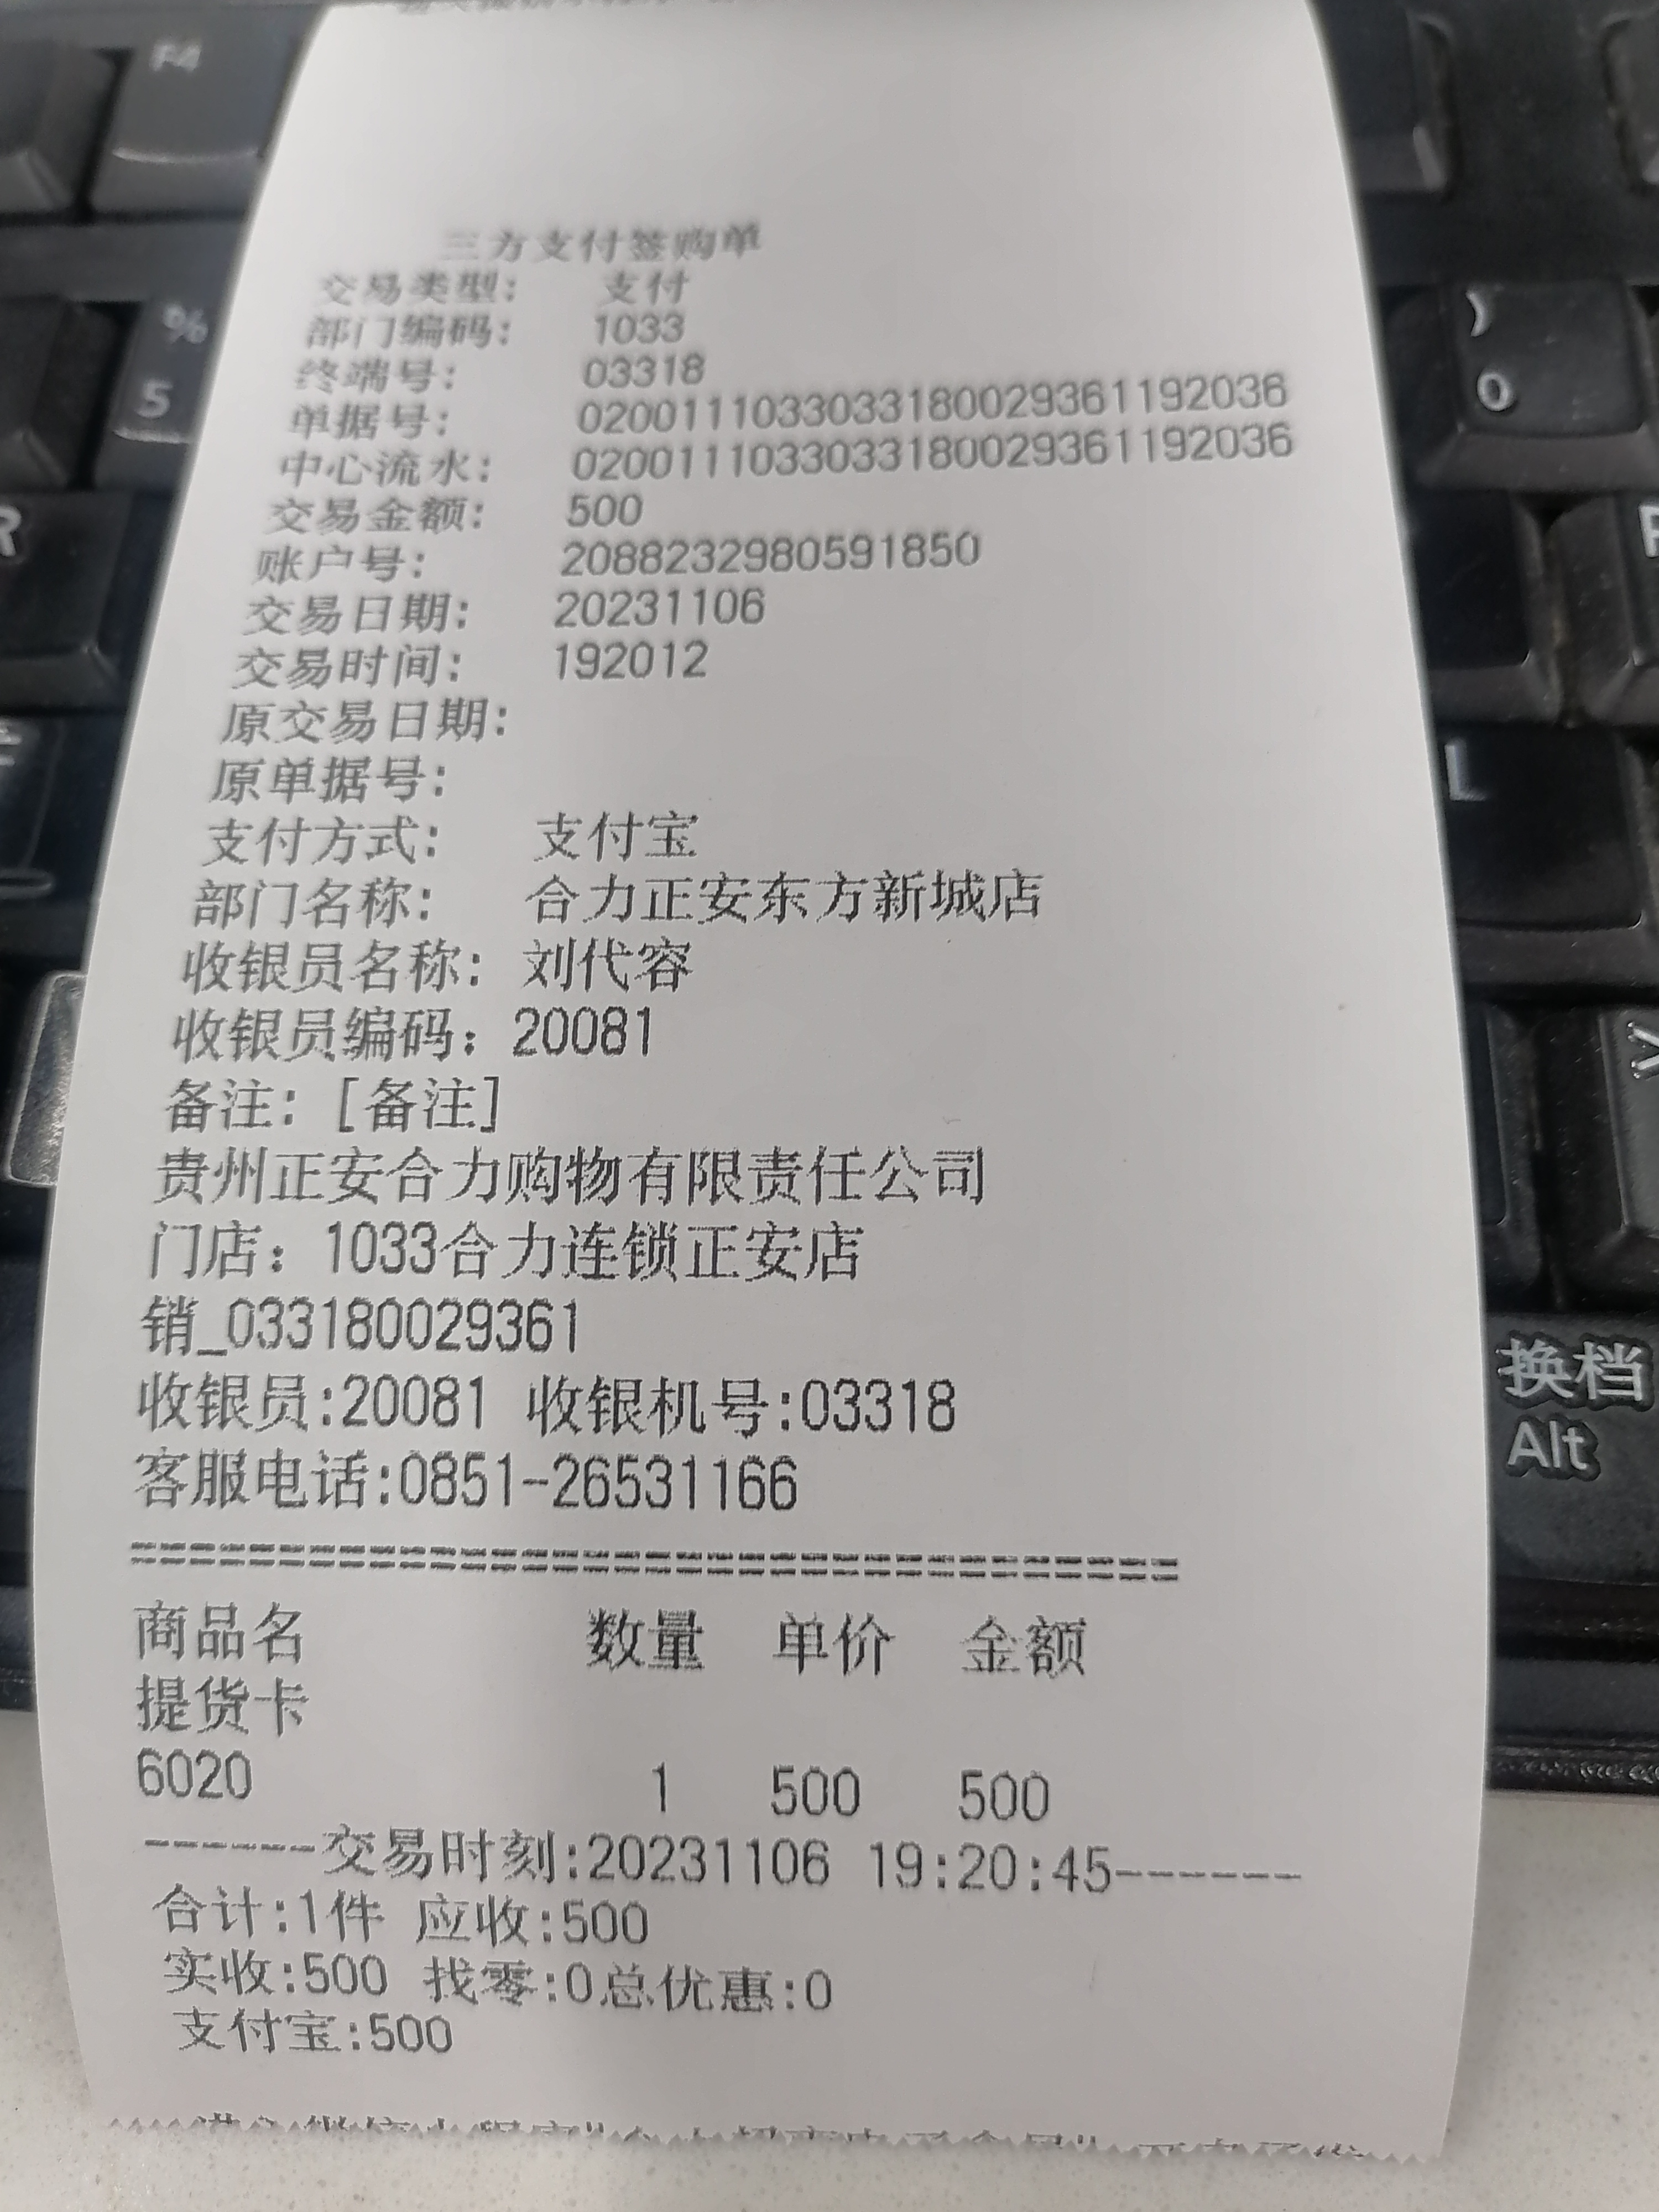 F4
%
5
)
0
R
L
换档
Alt
三方支付签购单
交易类型: 支付
部门编码: 1033
终端号: 03318
单据号: 0200111033033180029361192036
中心流水: 0200111033033180029361192036
交易金额: 500
账户号: 2088232980591850
交易日期: 20231106
交易时间: 192012
原交易日期:
原单据号:
支付方式: 支付宝
部门名称: 合力正安东方新城店
收银员名称: 刘代容
收银员编码: 20081
备注: [备注]
贵州正安合力购物有限责任公司
门店: 1033合力连锁正安店
销_033180029361
收银员:20081 收银机号:03318
客服电话:0851-26531166
===================================
商品名 数量 单价 金额
提货卡
6020 1 500 500
------交易时刻:20231106 19:20:45------
合计:1件 应收:500
实收:500 找零:0总优惠:0
支付宝:500